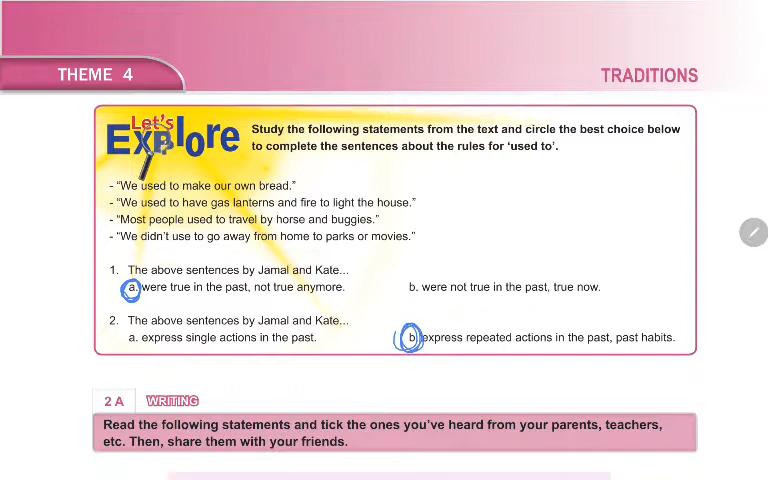 THEME 4
TRADITIONS
Let's
Explore
Study the following statements from the text and circle the best choice below
to complete the sentences about the rules for ‘used to’.
- “We used to make our own bread.”
- “We used to have gas lanterns and fire to light the house.”
- “Most people used to travel by horse and buggies.”
- “We didn’t use to go away from home to parks or movies.”
1. The above sentences by Jamal and Kate...
a. were true in the past, not true anymore.
b. were not true in the past, true now.
2. The above sentences by Jamal and Kate...
a. express single actions in the past.
b. express repeated actions in the past, past habits.
2 A WRITING
Read the following statements and tick the ones you’ve heard from your parents, teachers,
etc. Then, share them with your friends.